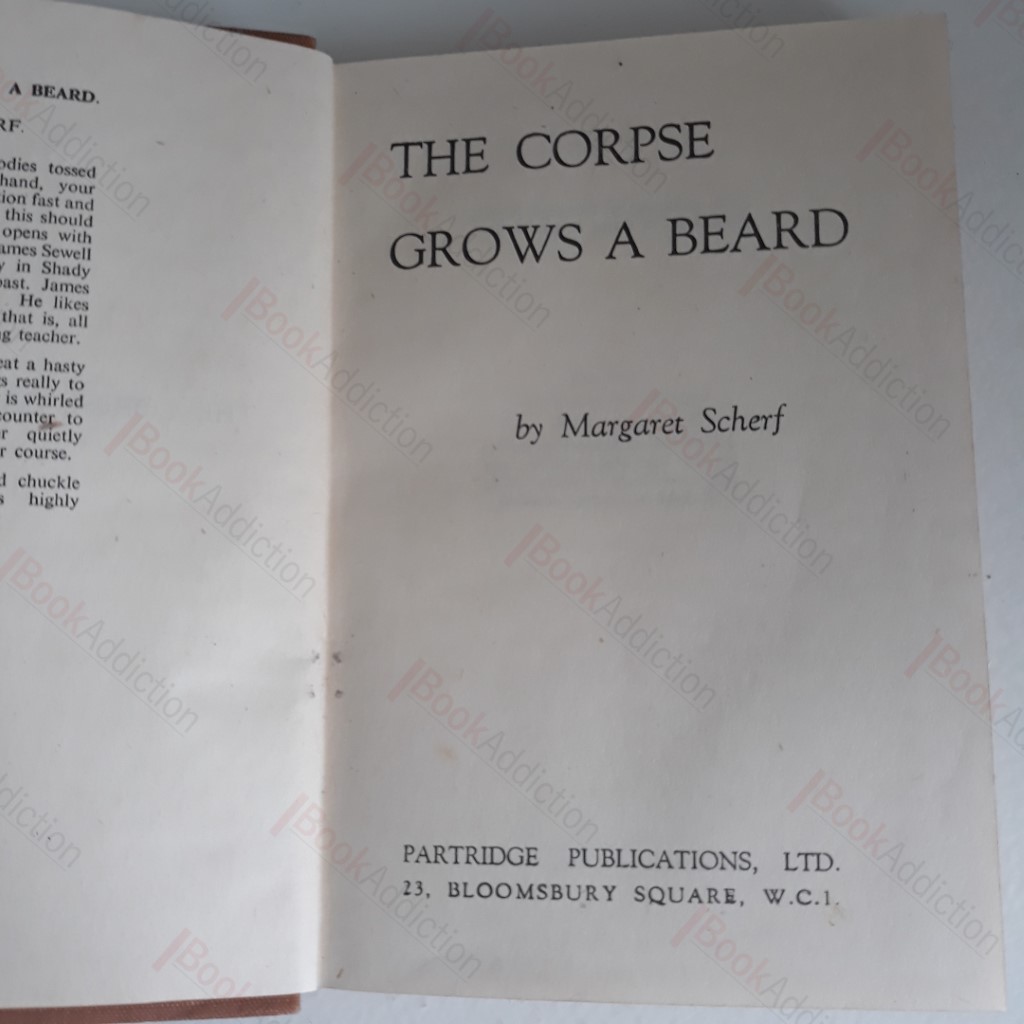 A BEARD.
RF.
odies tossed
hand, your
ion fast and
this should
opens with
ames Sewell
y in Shady
oast. James
He likes
that is, all
g teacher.
eat a hasty
s really to
is whirled
counter to
r quietly
r course.
d chuckle
s highly
THE CORPSE
GROWS A BEARD
by Margaret Scherf
PARTRIDGE PUBLICATIONS, LTD.
23, BLOOMSBURY SQUARE, W.C.1.
BookAddiction